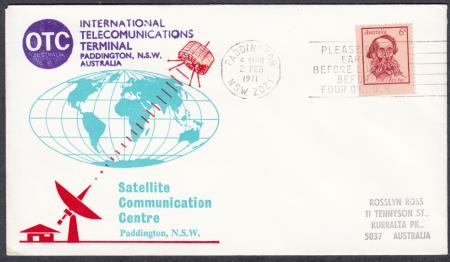 OTC
AUSTRALIA
INTERNATIONAL
TELECOMMUNICATIONS
TERMINAL
PADDINGTON, N.S.W.
AUSTRALIA
PADDINGTON
2 FEB
1971
N.S.W. 2021
PLEASE
BEFORE
FOUR O'
Australia
6c
Satellite
Communication
Centre
Paddington, N.S.W.
ROSSLYN ROSS
11 TENNYSON ST.,
KURRALTA PK.,
5037 AUSTRALIA